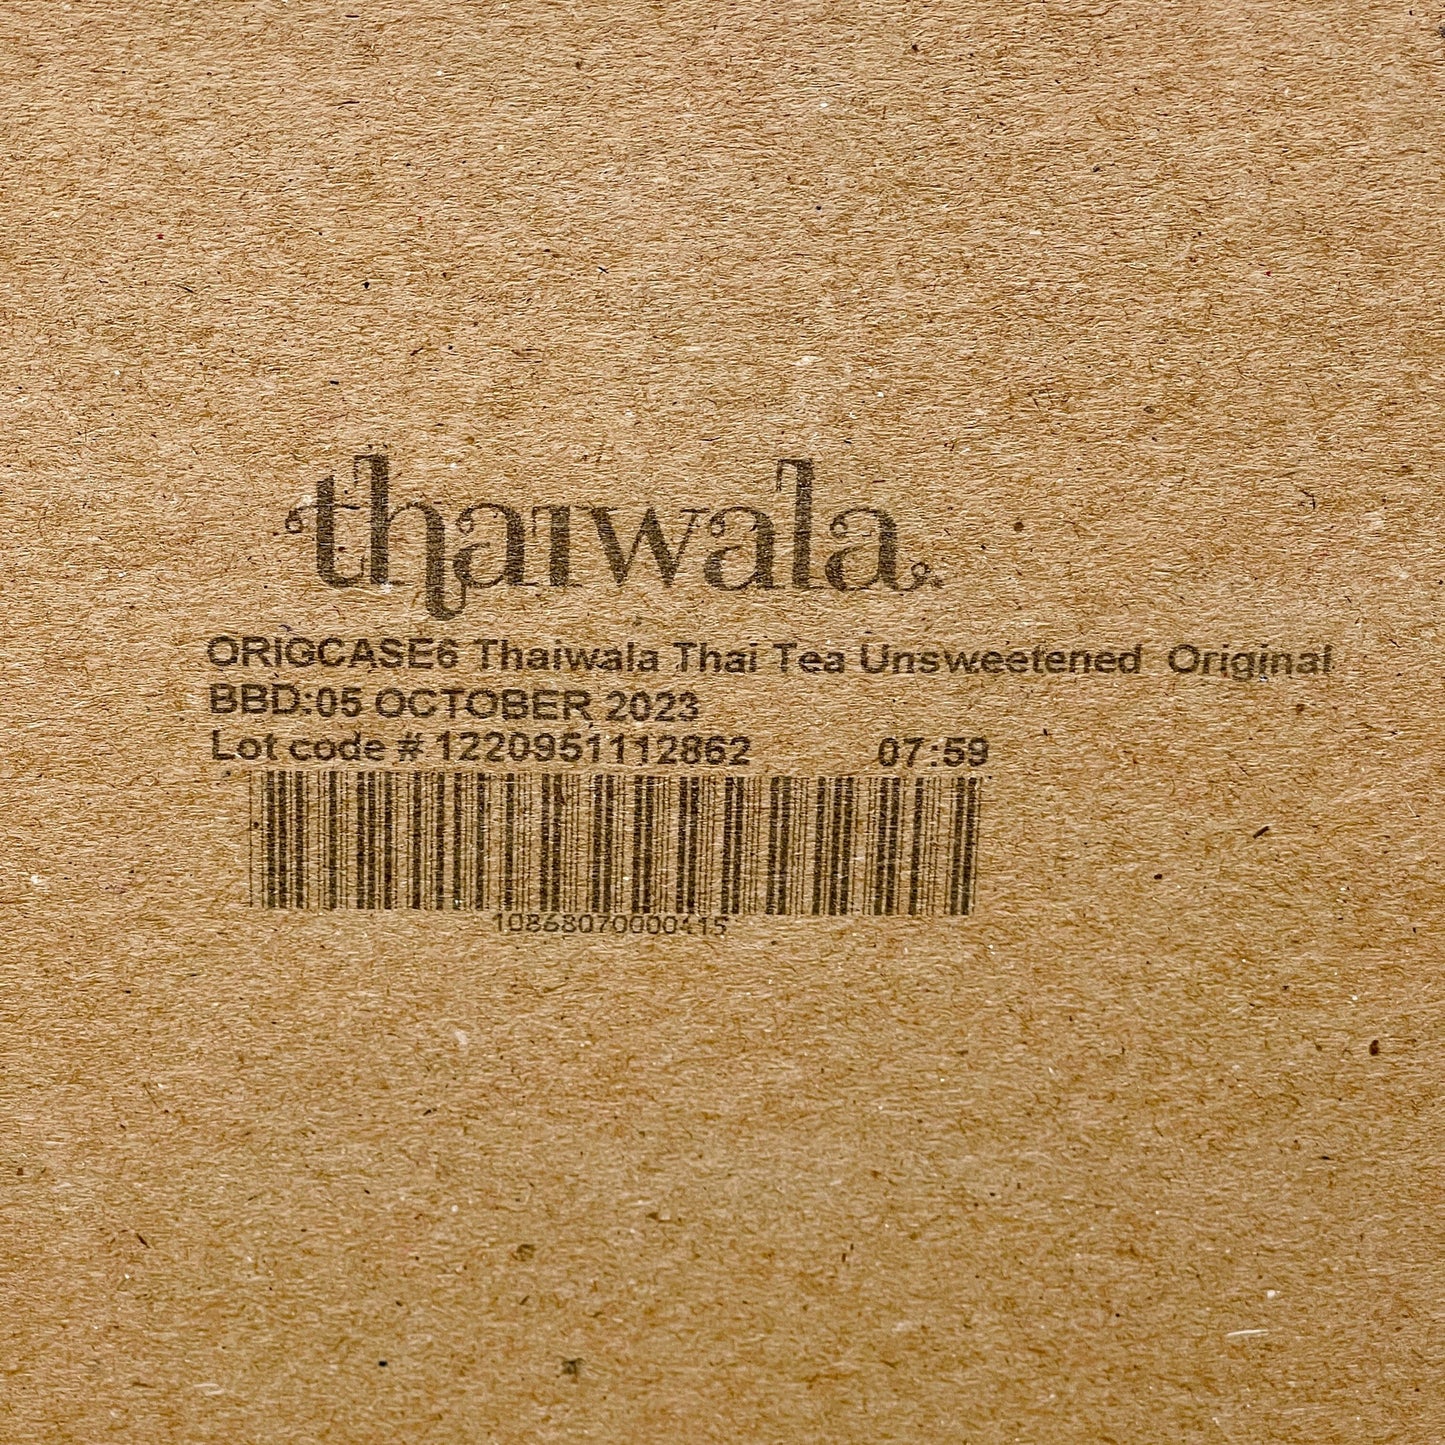 thaiwala
ORIGCASE6 Thaiwala Thai Tea Unsweetened Original
BBD:05 OCTOBER 2023
Lot code # 1220951112862 07:59
10868070000415